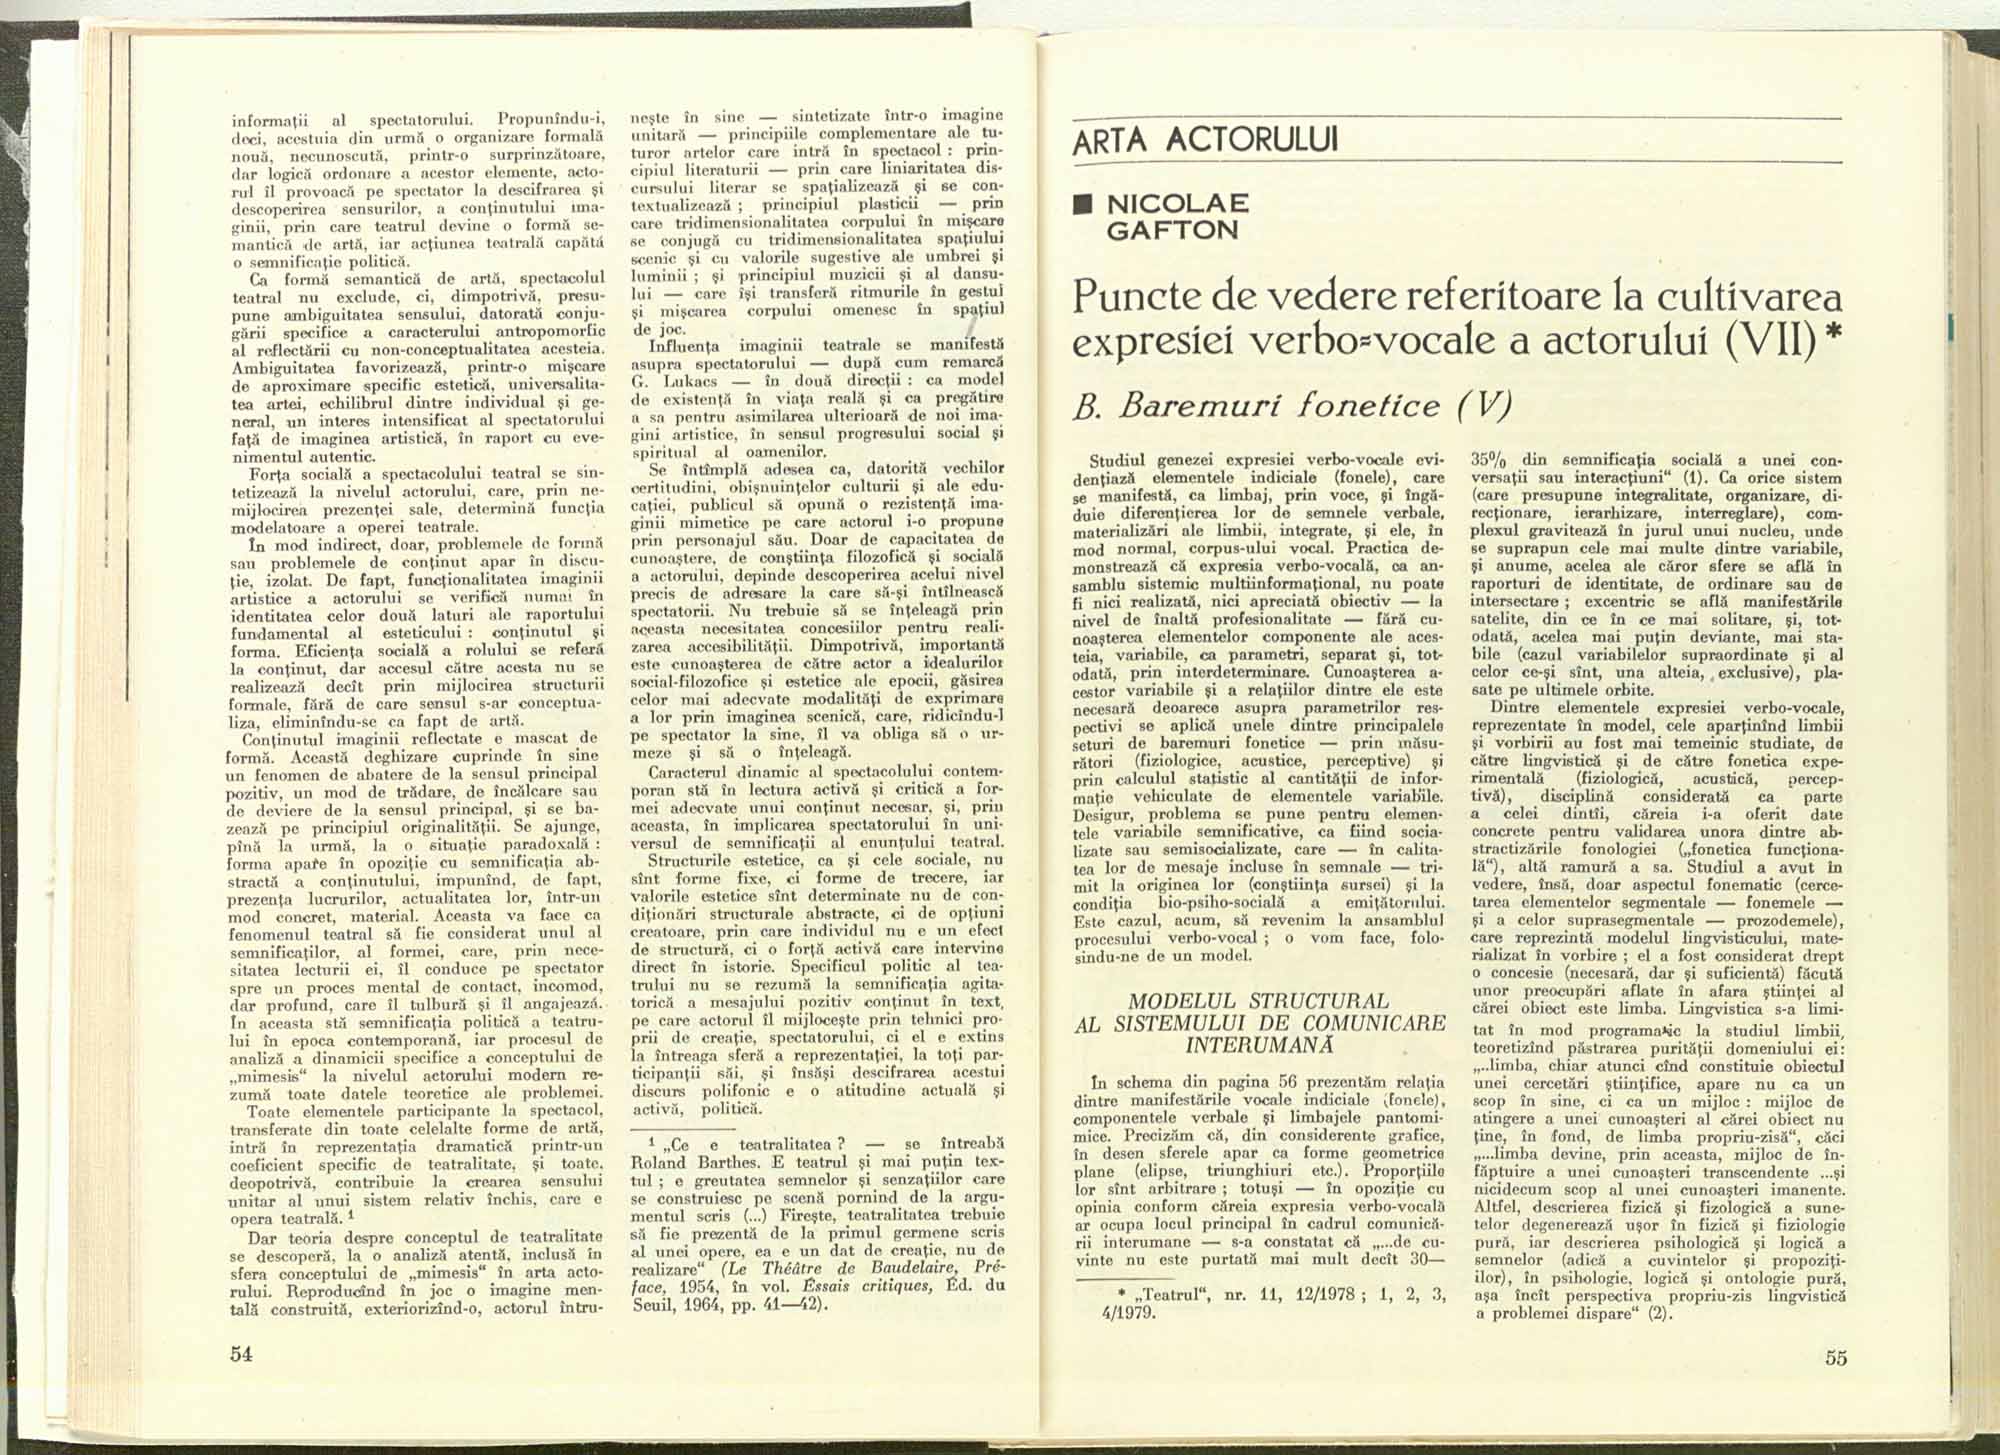 informații al spectatorului. Propunîndu-i,
deci, acestuia din urmă o organizare formală
nouă, necunoscută, printr-o surprinzătoare,
dar logică ordonare a acestor elemente, acto-
rul îl provoacă pe spectator la descifrarea și
descoperirea sensurilor, a conținutului ima-
ginii, prin care teatrul devine o formă se-
mantică de artă, iar acțiunea teatrală capătă
o semnificație politică.
Ca formă semantică de artă, spectacolul
teatral nu exclude, ci, dimpotrivă, presu-
pune ambiguitatea sensului, datorată conju-
gării specifice a caracterului antropomorfic
al reflectării cu non-conceptualitatea acesteia.
Ambiguitatea favorizează, printr-o mișcare
de aproximare specific estetică, universalita-
tea artei, echilibrul dintre individual și ge-
neral, un interes intensificat al spectatorului
față de imaginea artistică, în raport cu eve-
nimentul autentic.
Forța socială a spectacolului teatral se sin-
tetizează la nivelul actorului, care, prin ne-
mijlocirea prezenței sale, determină funcția
modelatoare a operei teatrale.
În mod indirect, doar, problemele de formă
sau problemele de conținut apar în discu-
ție, izolat. De fapt, funcționalitatea imaginii
artistice a actorului se verifică numai în
identitatea celor două laturi ale raportului
fundamental al esteticului : conținutul și
forma. Eficiența socială a rolului se referă
la conținut, dar accesul către acesta nu se
realizează decît prin mijlocirea structurii
formale, fără de care sensul s-ar conceptua-
liza, eliminîndu-se ca fapt de artă.
Conținutul imaginii reflectate e mascat de
formă. Această deghizare cuprinde în sine
un fenomen de abatere de la sensul principal
pozitiv, un mod de trădare, de încălcare sau
de deviere de la sensul principal, și se ba-
zează pe principiul originalității. Se ajunge,
pînă la urmă, la o situație paradoxală :
forma apare în opoziție cu semnificația ab-
stractă a conținutului, impunînd, de fapt,
prezența lucrurilor, actualitatea lor, într-un
mod concret, material. Aceasta va face ca
fenomenul teatral să fie considerat unul al
semnificaților, al formei, care, prin nece-
sitatea lecturii ei, îl conduce pe spectator
spre un proces mental de contact, incomod,
dar profund, care îl tulbură și îl angajează.
În aceasta stă semnificația politică a teatru-
lui în epoca contemporană, iar procesul de
analiză a dinamicii specifice a conceptului de
„mimesis“ la nivelul actorului modern re-
zumă toate datele teoretice ale problemei.
Toate elementele participante la spectacol,
transferate din toate celelalte forme de artă,
intră în reprezentația dramatică printr-un
coeficient specific de teatralitate, și toate,
deopotrivă, contribuie la crearea sensului
unitar al unui sistem relativ închis, care e
opera teatrală. ¹
Dar teoria despre conceptul de teatralitate
se descoperă, la o analiză atentă, inclusă în
sfera conceptului de „mimesis“ în arta acto-
rului. Reproducînd în joc o imagine men-
tală construită, exteriorizînd-o, actorul întru-
nește în sine — sintetizate într-o imagine
unitară — principiile complementare ale tu-
turor artelor care intră în spectacol : prin-
cipiul literaturii — prin care liniaritatea dis-
cursului literar se spațializează și se con-
textualizează ; principiul plasticii — prin
care tridimensionalitatea corpului în mișcare
se conjugă cu tridimensionalitatea spațiului
scenic și cu valorile sugestive ale umbrei și
luminii ; și principiul muzicii și al dansu-
lui — care își transferă ritmurile în gestul
și mișcarea corpului omenesc în spațiul
de joc.
Influența imaginii teatrale se manifestă
asupra spectatorului — după cum remarcă
G. Lukacs — în două direcții : ca model
de existență în viața reală și ca pregătire
a sa pentru asimilarea ulterioară de noi ima-
gini artistice, în sensul progresului social și
spiritual al oamenilor.
Se întîmplă adesea ca, datorită vechilor
certitudini, obișnuințelor culturii și ale edu-
cației, publicul să opună o rezistență ima-
ginii mimetice pe care actorul i-o propune
prin personajul său. Doar de capacitatea de
cunoaștere, de conștiința filozofică și socială
a actorului, depinde descoperirea acelui nivel
precis de adresare la care să-și întîlnească
spectatorii. Nu trebuie să se înțeleagă prin
aceasta necesitatea concesiilor pentru reali-
zarea accesibilității. Dimpotrivă, importantă
este cunoașterea de către actor a idealurilor
social-filozofice și estetice ale epocii, găsirea
celor mai adecvate modalități de exprimare
a lor prin imaginea scenică, care, ridicîndu-l
pe spectator la sine, îl va obliga să o ur-
meze și să o înțeleagă.
Caracterul dinamic al spectacolului contem-
poran stă în lectura activă și critică a for-
mei adecvate unui conținut necesar, și, prin
aceasta, în implicarea spectatorului în uni-
versul de semnificații al enunțului teatral.
Structurile estetice, ca și cele sociale, nu
sînt forme fixe, ci forme de trecere, iar
valorile estetice sînt determinate nu de con-
diționări structurale abstracte, ci de opțiuni
creatoare, prin care individul nu e un efect
de structură, ci o forță activă care intervine
direct în istorie. Specificul politic al tea-
trului nu se rezumă la semnificația agita-
torică a mesajului pozitiv conținut în text,
pe care actorul îl mijlocește prin tehnici pro-
prii de creație, spectatorului, ci el e extins
la întreaga sferă a reprezentației, la toți par-
ticipanții săi, și însăși descifrarea acestui
discurs polifonic e o atitudine actuală și
activă, politică.
¹ „Ce e teatralitatea ? — se întreabă
Roland Barthes. E teatrul și mai puțin tex-
tul ; e greutatea semnelor și senzațiilor care
se construiesc pe scenă pornind de la argu-
mentul scris (...) Firește, teatralitatea trebuie
să fie prezentă de la primul germene scris
al unei opere, ea e un dat de creație, nu de
realizare“ (Le Théâtre de Baudelaire, Pré-
face, 1954, în vol. Éssais critiques, Éd. du
Seuil, 1964, pp. 41—42).
54
ARTA ACTORULUI
■ NICOLAE
GAFTON
Puncte de vedere referitoare la cultivarea
expresiei verbo-vocale a actorului (VII) *
B. Baremuri fonetice (V)
Studiul genezei expresiei verbo-vocale evi-
dențiază elementele indiciale (fonele), care
se manifestă, ca limbaj, prin voce, și îngă-
duie diferențierea lor de semnele verbale,
materializări ale limbii, integrate, și ele, în
mod normal, corpus-ului vocal. Practica de-
monstrează că expresia verbo-vocală, ca an-
samblu sistemic multiinformațional, nu poate
fi nici realizată, nici apreciată obiectiv — la
nivel de înaltă profesionalitate — fără cu-
noașterea elementelor componente ale aces-
teia, variabile, ca parametri, separat și, tot-
odată, prin interdeterminare. Cunoașterea a-
cestor variabile și a relațiilor dintre ele este
necesară deoarece asupra parametrilor res-
pectivi se aplică unele dintre principalele
seturi de baremuri fonetice — prin măsu-
rători (fiziologice, acustice, perceptive) și
prin calculul statistic al cantității de infor-
mație vehiculate de elementele variabile.
Desigur, problema se pune pentru elemen-
tele variabile semnificative, ca fiind socia-
lizate sau semisocializate, care — în calita-
tea lor de mesaje incluse în semnale — tri-
mit la originea lor (conștiința sursei) și la
condiția bio-psiho-socială a emițătorului.
Este cazul, acum, să revenim la ansamblul
procesului verbo-vocal ; o vom face, folo-
sindu-ne de un model.
MODELUL STRUCTURAL
AL SISTEMULUI DE COMUNICARE
INTERUMANĂ
În schema din pagina 56 prezentăm relația
dintre manifestările vocale indiciale (fonele),
componentele verbale și limbajele pantomi-
mice. Precizăm că, din considerente grafice,
în desen sferele apar ca forme geometrice
plane (elipse, triunghiuri etc.). Proporțiile
lor sînt arbitrare ; totuși — în opoziție cu
opinia conform căreia expresia verbo-vocală
ar ocupa locul principal în cadrul comunică-
rii interumane — s-a constatat că „...de cu-
vinte nu este purtată mai mult decît 30—
* „Teatrul“, nr. 11, 12/1978 ; 1, 2, 3,
4/1979.
35% din semnificația socială a unei con-
versații sau interacțiuni“ (1). Ca orice sistem
(care presupune integralitate, organizare, di-
recționare, ierarhizare, interreglare), com-
plexul gravitează în jurul unui nucleu, unde
se suprapun cele mai multe dintre variabile,
și anume, acelea ale căror sfere se află în
raporturi de identitate, de ordinare sau de
intersectare ; excentric se află manifestările
satelite, din ce în ce mai solitare, și, tot-
odată, acelea mai puțin deviante, mai sta-
bile (cazul variabilelor supraordinate și al
celor ce-și sînt, una alteia, exclusive), pla-
sate pe ultimele orbite.
Dintre elementele expresiei verbo-vocale,
reprezentate în model, cele aparținînd limbii
și vorbirii au fost mai temeinic studiate, de
către lingvistică și de către fonetica expe-
rimentală (fiziologică, acustică, percep-
tivă), disciplină considerată ca parte
a celei dintîi, căreia i-a oferit date
concrete pentru validarea unora dintre ab-
stractizările fonologiei („fonetica funcționa-
lă“), altă ramură a sa. Studiul a avut în
vedere, însă, doar aspectul fonematic (cerce-
tarea elementelor segmentale — fonemele —
și a celor suprasegmentale — prozodemele),
care reprezintă modelul lingvisticului, mate-
rializat în vorbire ; el a fost considerat drept
o concesie (necesară, dar și suficientă) făcută
unor preocupări aflate în afara științei al
cărei obiect este limba. Lingvistica s-a limi-
tat în mod programatic la studiul limbii,
teoretizînd păstrarea purității domeniului ei:
„..limba, chiar atunci cînd constituie obiectul
unei cercetări științifice, apare nu ca un
scop în sine, ci ca un mijloc : mijloc de
atingere a unei cunoașteri al cărei obiect nu
ține, în fond, de limba propriu-zisă“, căci
„...limba devine, prin aceasta, mijloc de în-
făptuire a unei cunoașteri transcendente ...și
nicidecum scop al unei cunoașteri imanente.
Altfel, descrierea fizică și fizologică a sune-
telor degenerează ușor în fizică și fiziologie
pură, iar descrierea psihologică și logică a
semnelor (adică a cuvintelor și propoziți-
ilor), în psihologie, logică și ontologie pură,
așa încît perspectiva propriu-zis lingvistică
a problemei dispare“ (2).
55